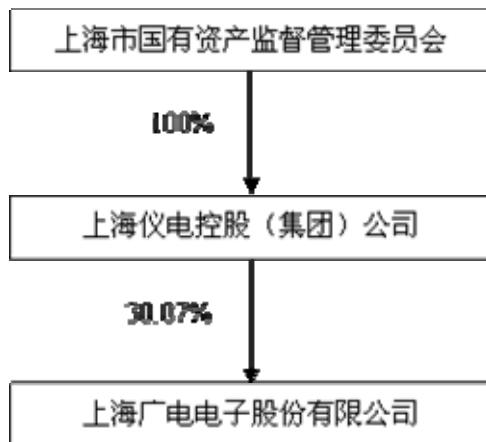 上海市国有资产监督管理委员会
100%
上海仪电控股（集团）公司
30.07%
上海广电电子股份有限公司